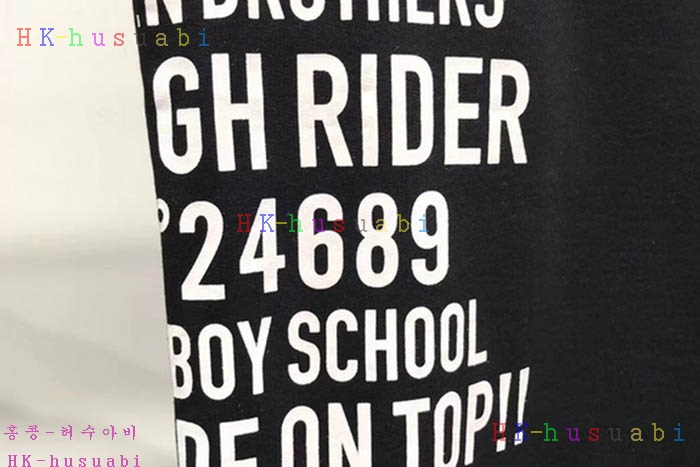 N BROTHERS
HK-husuabi
GH RIDER
°24689
HK-husuabi
BOY SCHOOL
DE ON TOP!!
HK-husuabi
홍콩-허수아비
HK-husuabi